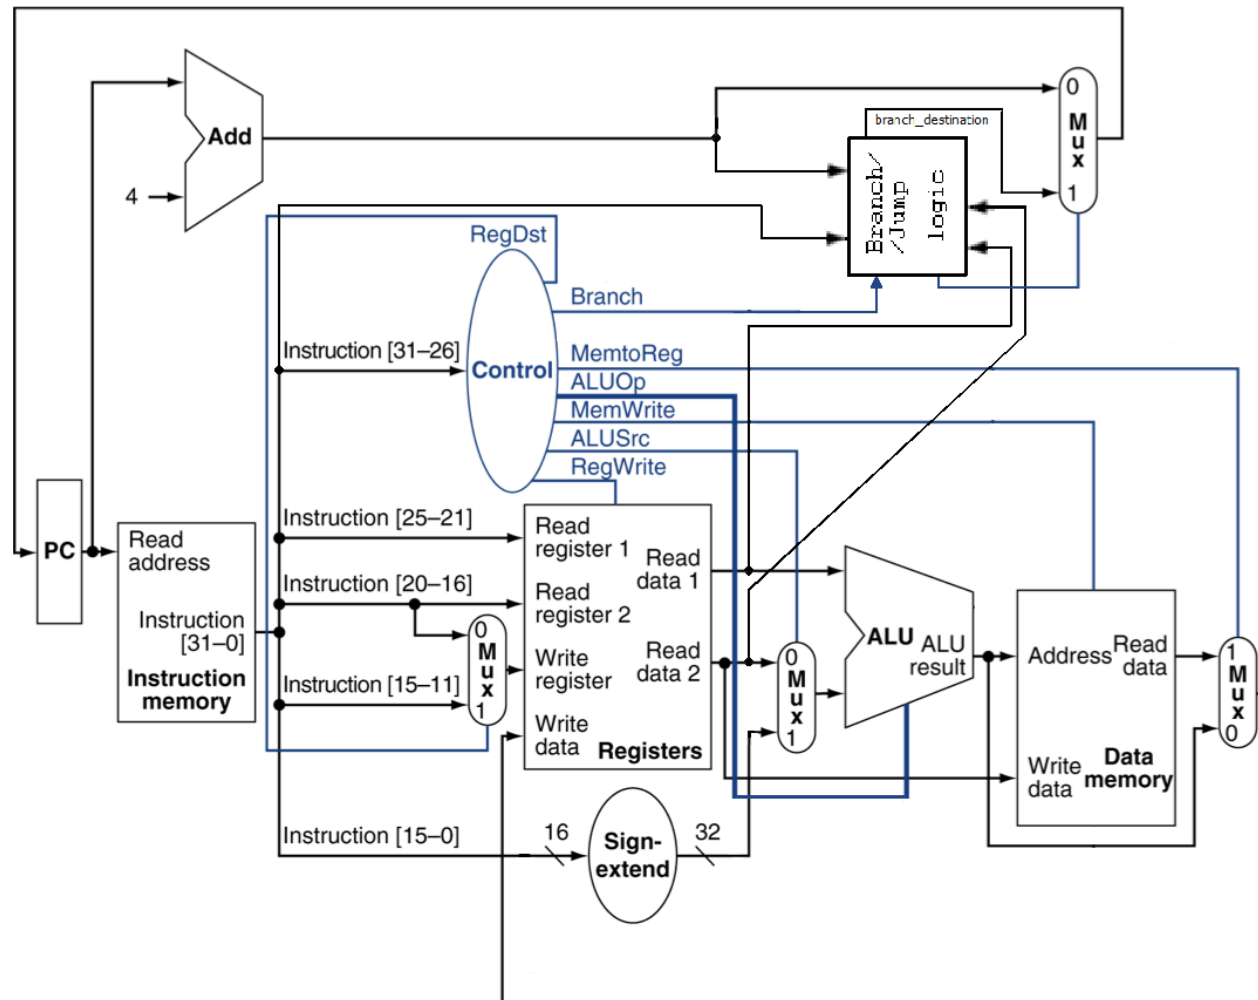 branch_destination
0
Mux
1
Add
4
Branch/
/Jump
logic
RegDst
Branch
Instruction [31–26]
Control
MemtoReg
ALUOp
MemWrite
ALUSrc
RegWrite
PC
Read
address
Instruction
[31–0]
Instruction
memory
Instruction [25–21]
Instruction [20–16]
Instruction [15–11]
0
Mux
1
Read
register 1
Read
register 2
Write
register
Write
data
Read
data 1
Read
data 2
Registers
0
Mux
1
ALU
ALU
result
Address
Read
data
Write
data
Data
memory
1
Mux
0
Instruction [15–0]
16
Sign-
extend
32